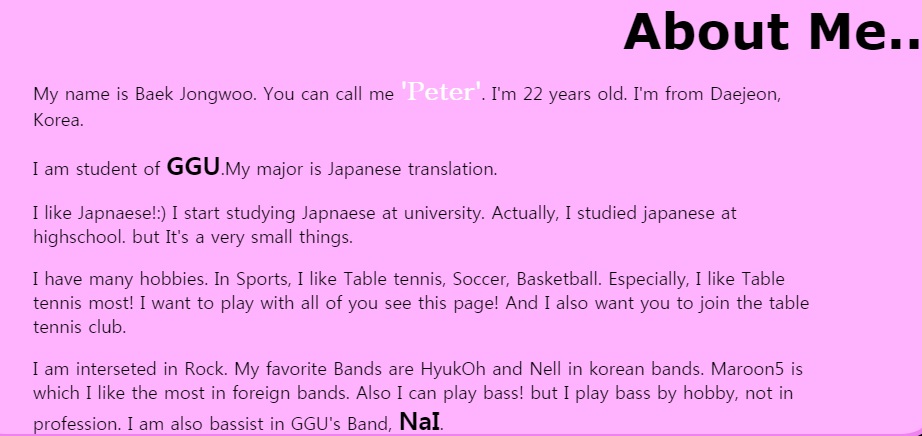 About Me..
My name is Baek Jongwoo. You can call me 'Peter'. I'm 22 years old. I'm from Daejeon,
Korea.
I am student of GGU.My major is Japanese translation.
I like Japnaese!:) I start studying Japnaese at university. Actually, I studied japanese at
highschool. but It's a very small things.
I have many hobbies. In Sports, I like Table tennis, Soccer, Basketball. Especially, I like Table
tennis most! I want to play with all of you see this page! And I also want you to join the table
tennis club.
I am interseted in Rock. My favorite Bands are HyukOh and Nell in korean bands. Maroon5 is
which I like the most in foreign bands. Also I can play bass! but I play bass by hobby, not in
profession. I am also bassist in GGU's Band, NaI.